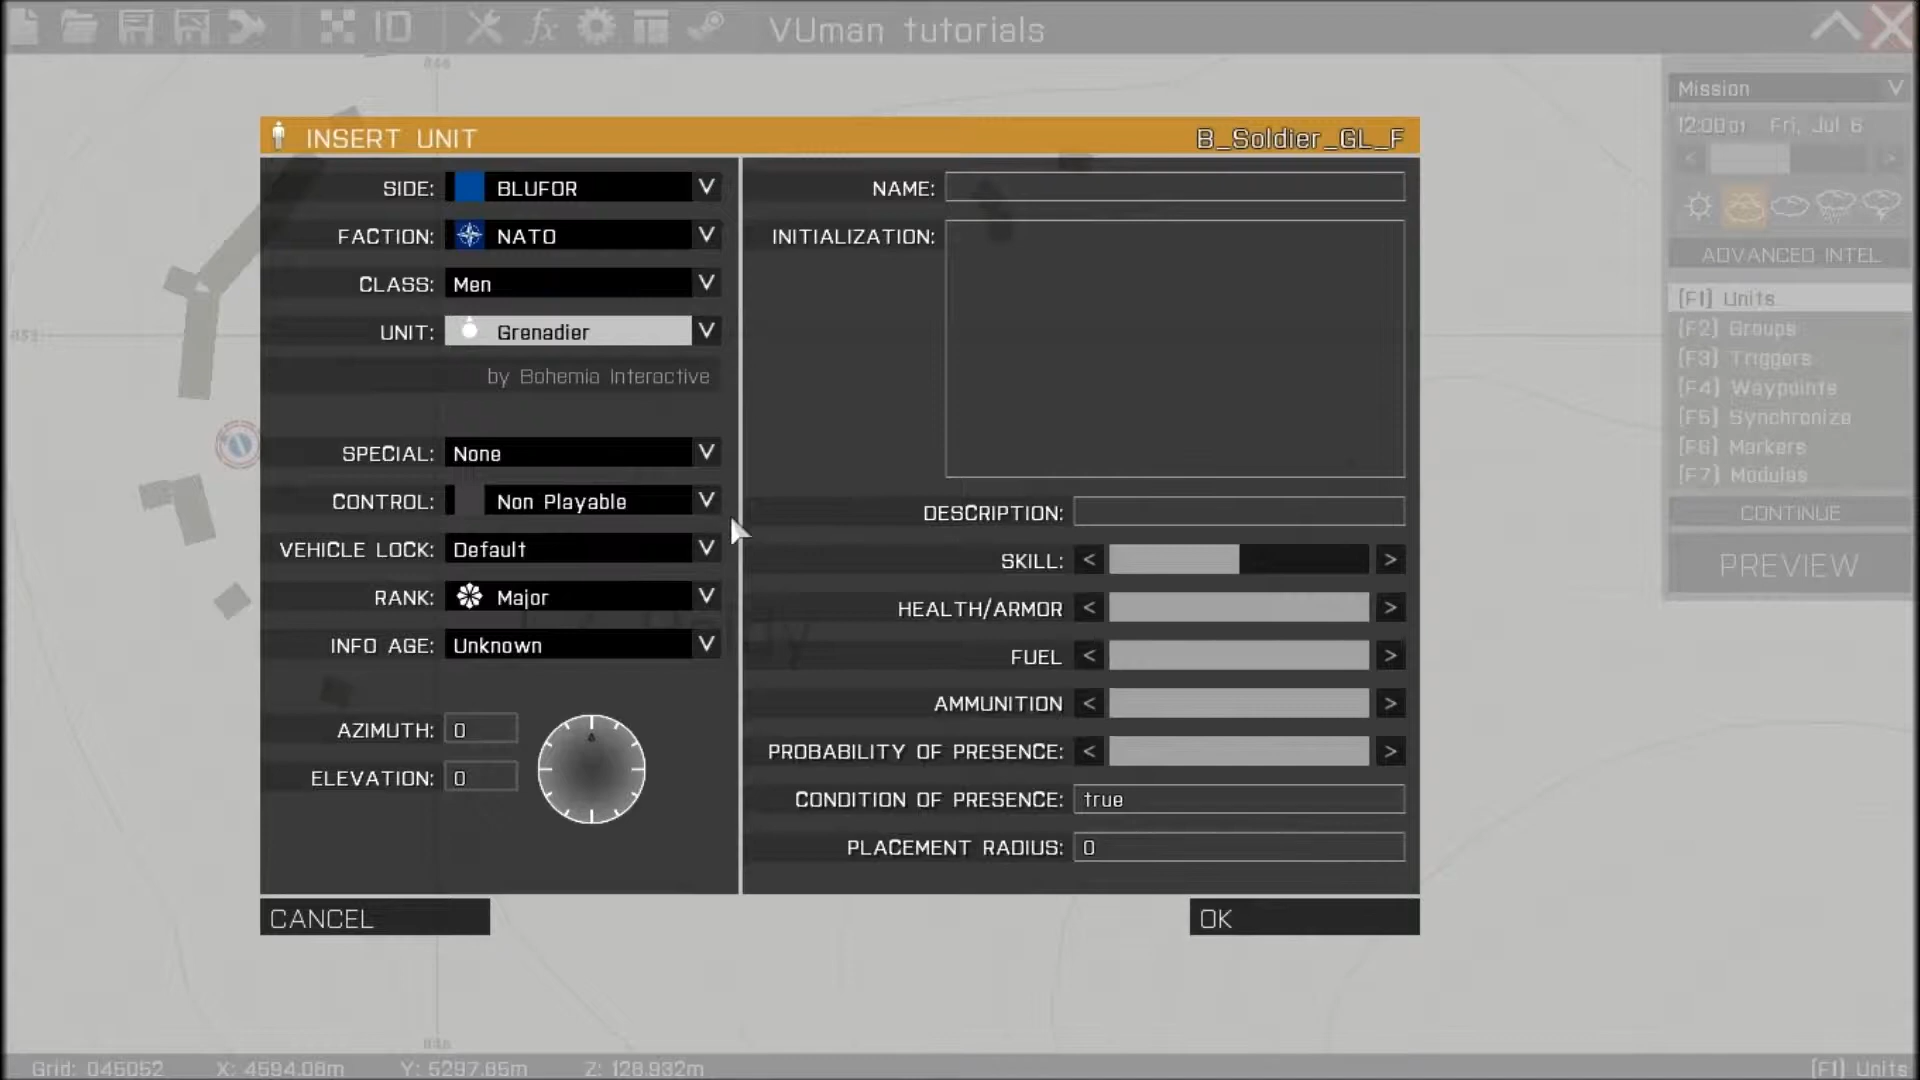 ID
VUman tutorials
INSERT UNIT
B_Soldier_GL_F
SIDE: BLUFOR
FACTION: NATO
CLASS: Men
UNIT: Grenadier
by Bohemia Interactive
SPECIAL: None
CONTROL: Non Playable
VEHICLE LOCK: Default
RANK: Major
INFO AGE: Unknown
AZIMUTH: 0
ELEVATION: 0
NAME:
INITIALIZATION:
DESCRIPTION:
SKILL: < >
HEALTH/ARMOR < >
FUEL < >
AMMUNITION < >
PROBABILITY OF PRESENCE: < >
CONDITION OF PRESENCE: true
PLACEMENT RADIUS: 0
CANCEL
OK
Mission
Fri, Jul 6
ADVANCED INTEL
[F1] Units
[F2] Groups
[F3] Triggers
[F4] Waypoints
[F5] Synchronize
[F6] Markers
[F7] Modules
CONTINUE
PREVIEW
Grid: 045052 X: 4594.08m Y: 5297.85m Z: 128.932m
[F1] Units